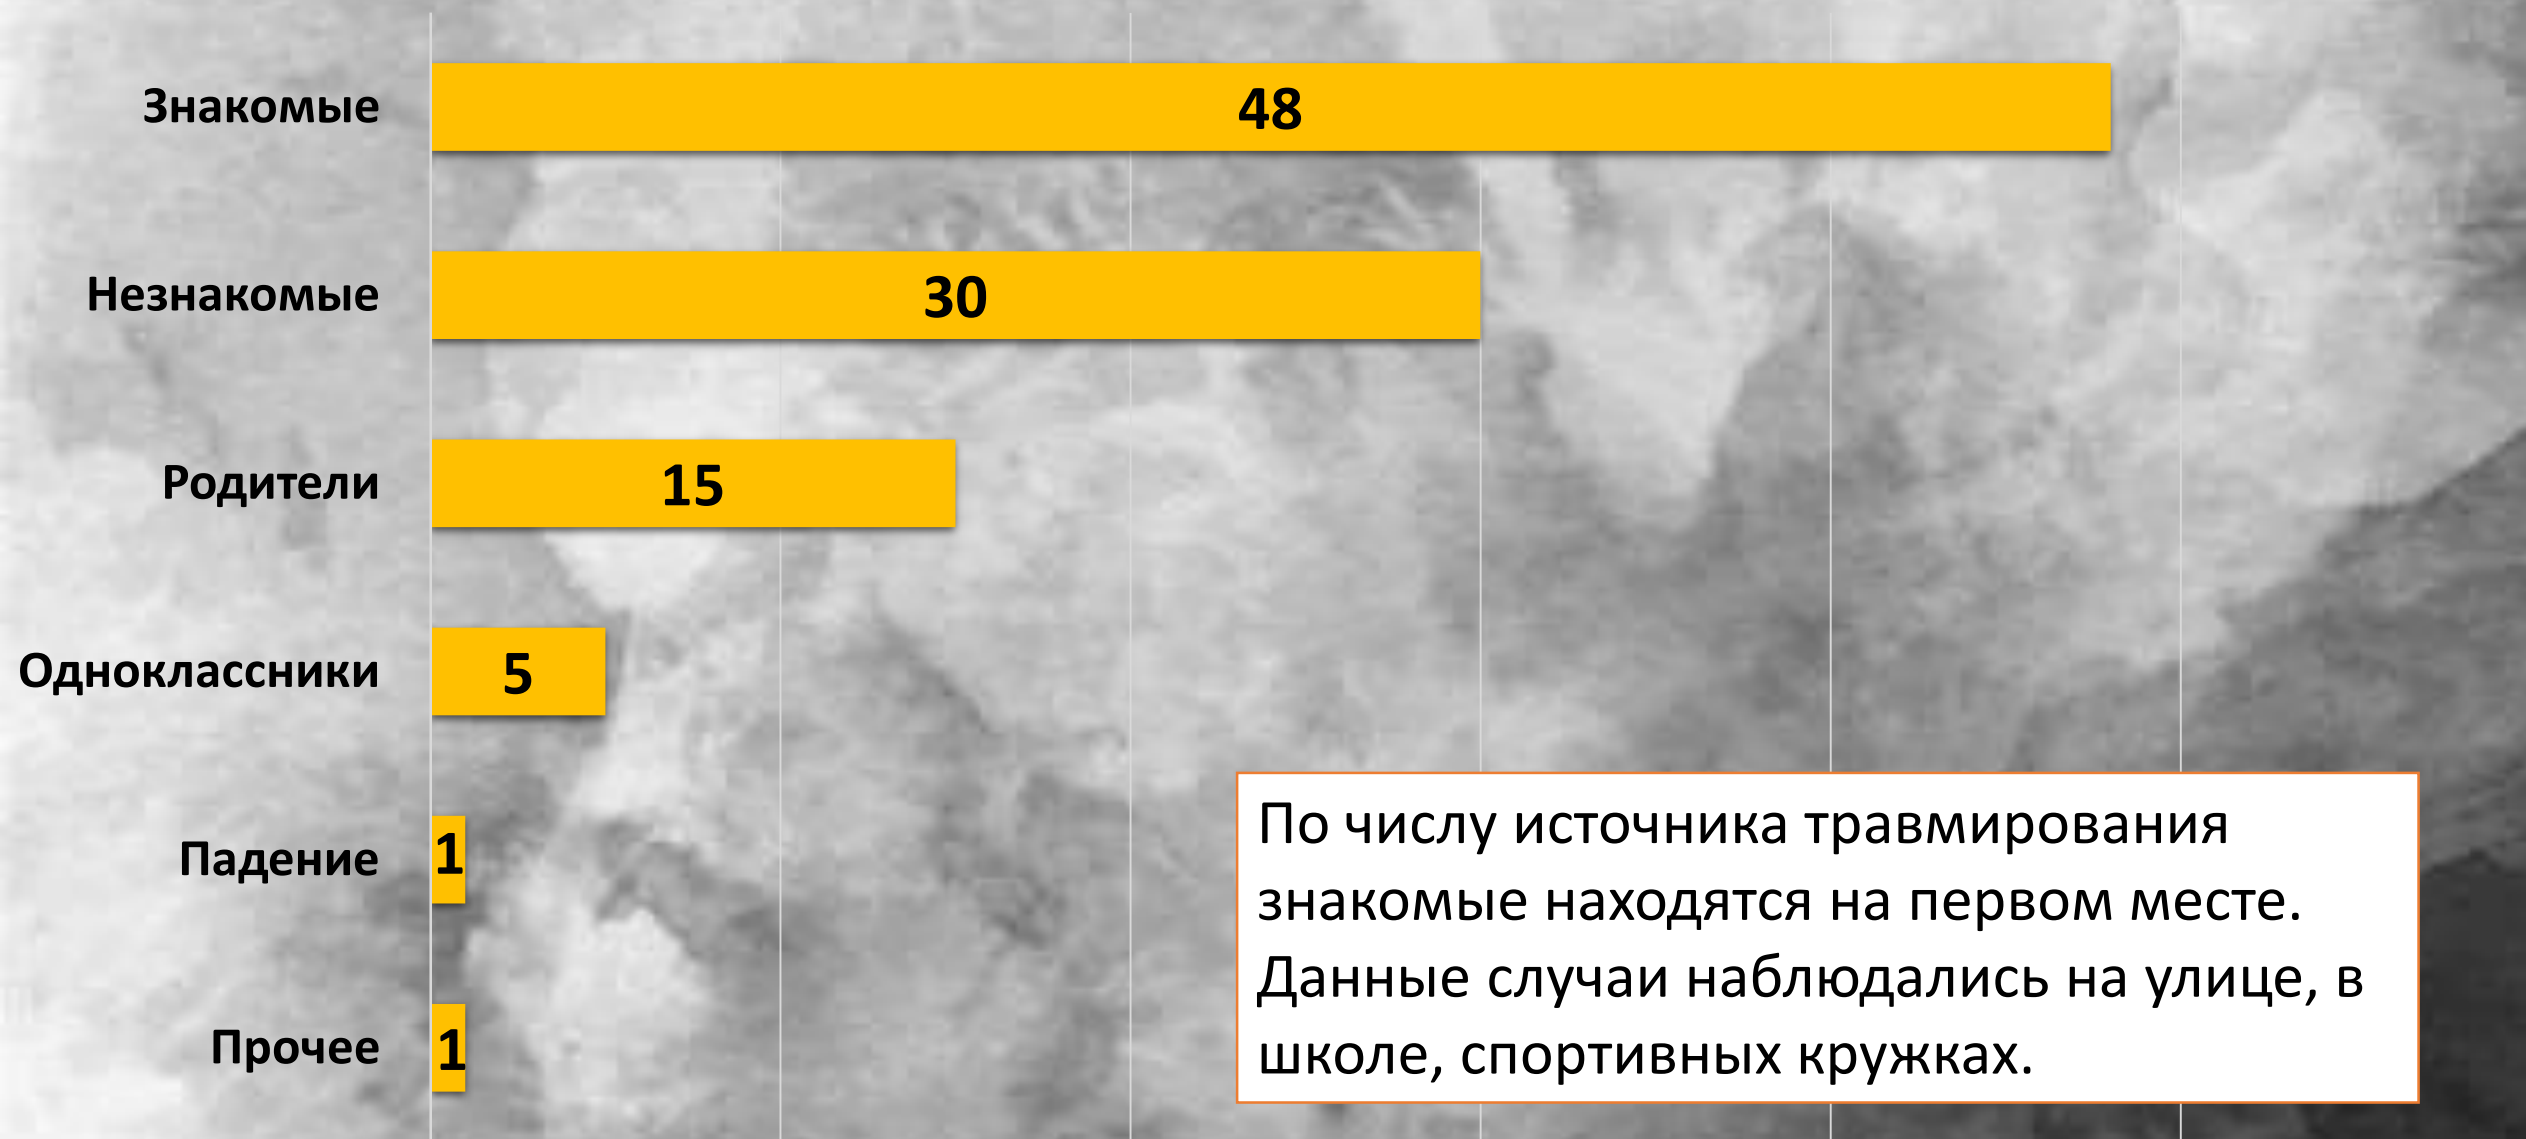 Знакомые 48
Незнакомые 30
Родители 15
Одноклассники 5
Падение 1
Прочее 1
По числу источника травмирования
знакомые находятся на первом месте.
Данные случаи наблюдались на улице, в
школе, спортивных кружках.